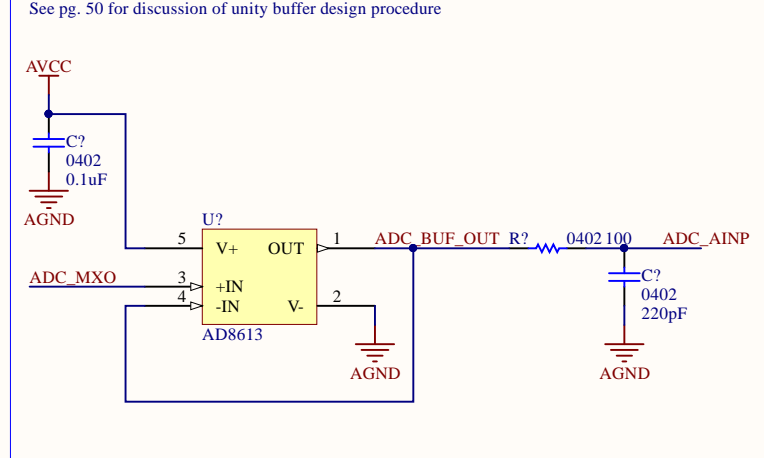 See pg. 50 for discussion of unity buffer design procedure
AVCC
C?
0402
0.1uF
AGND
U?
5 V+ OUT 1 ADC_BUF_OUT R? 0402 100 ADC_AINP
ADC_MXO 3 +IN
4 -IN V- 2
AD8613
AGND
C?
0402
220pF
AGND